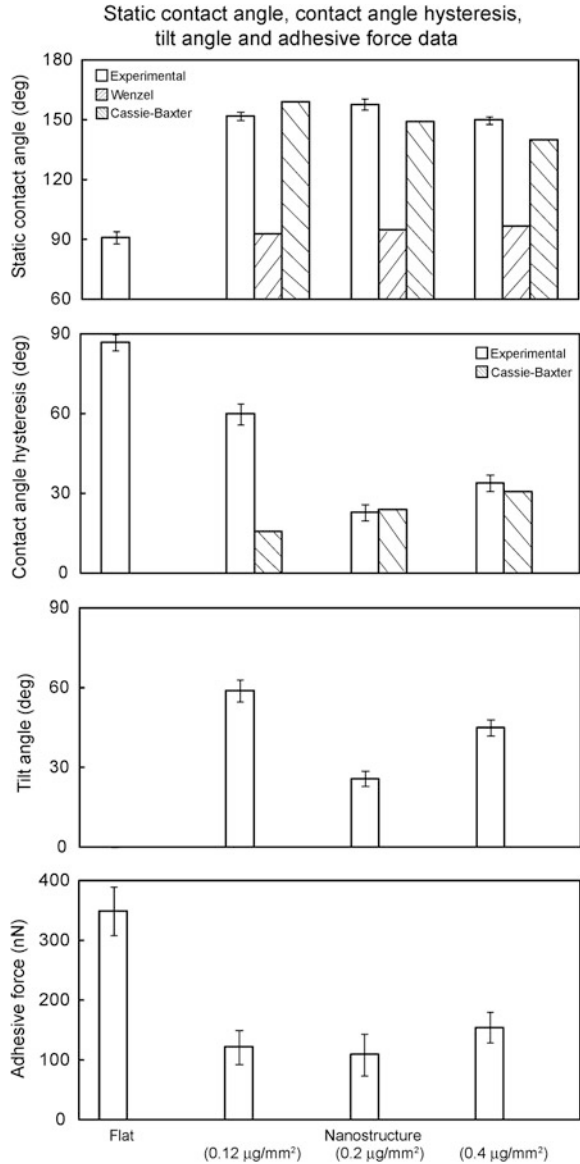 Static contact angle, contact angle hysteresis,
tilt angle and adhesive force data
Static contact angle (deg)
180
150
120
90
60
Experimental
Wenzel
Cassie-Baxter
Contact angle hysteresis (deg)
90
60
30
0
Experimental
Cassie-Baxter
Tilt angle (deg)
90
60
30
0
Adhesive force (nN)
400
300
200
100
0
Flat
Nanostructure
(0.12 μg/mm²)
(0.2 μg/mm²)
(0.4 μg/mm²)